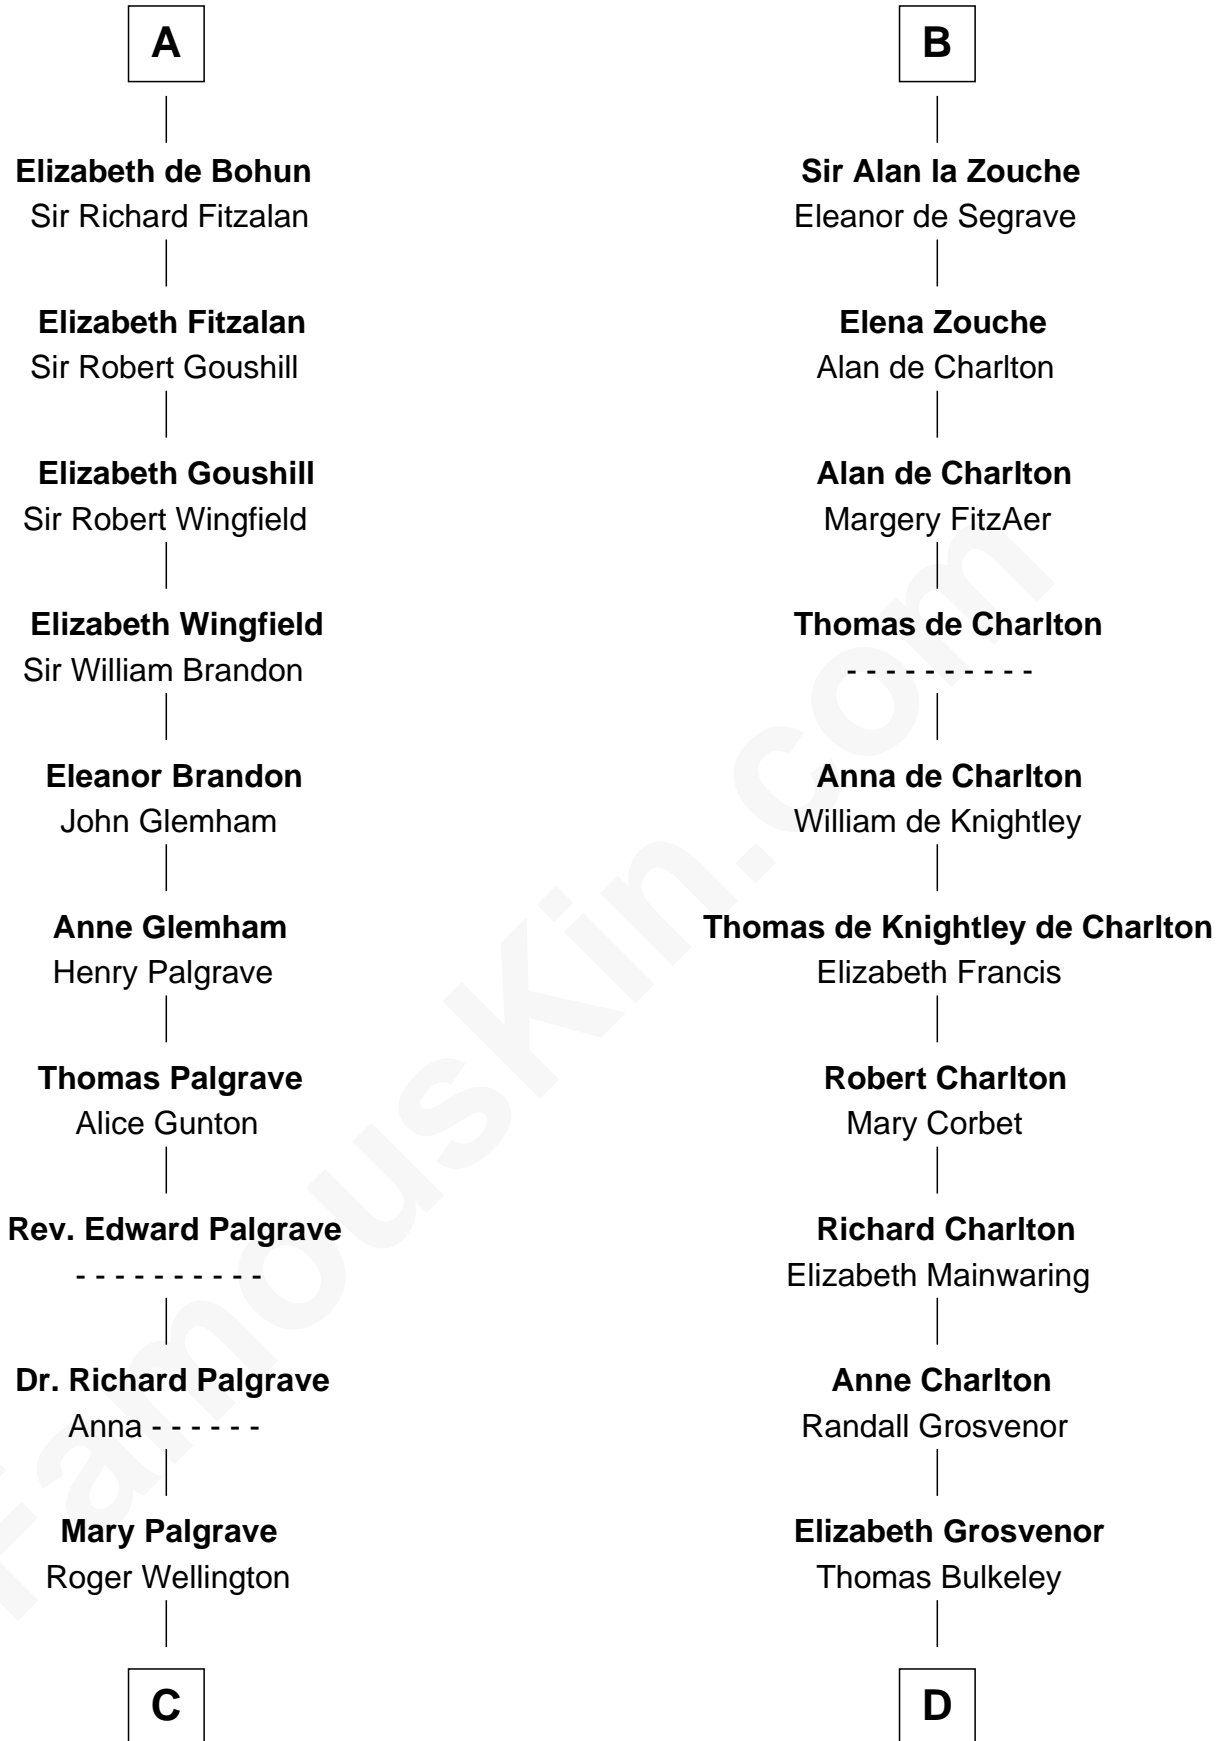 A
Elizabeth de Bohun
Sir Richard Fitzalan
Elizabeth Fitzalan
Sir Robert Goushill
Elizabeth Goushill
Sir Robert Wingfield
Elizabeth Wingfield
Sir William Brandon
Eleanor Brandon
John Glemham
Anne Glemham
Henry Palgrave
Thomas Palgrave
Alice Gunton
Rev. Edward Palgrave
- - - - - - - - - -
Dr. Richard Palgrave
Anna - - - - - -
Mary Palgrave
Roger Wellington
C
B
Sir Alan la Zouche
Eleanor de Segrave
Elena Zouche
Alan de Charlton
Alan de Charlton
Margery FitzAer
Thomas de Charlton
- - - - - - - - - -
Anna de Charlton
William de Knightley
Thomas de Knightley de Charlton
Elizabeth Francis
Robert Charlton
Mary Corbet
Richard Charlton
Elizabeth Mainwaring
Anne Charlton
Randall Grosvenor
Elizabeth Grosvenor
Thomas Bulkeley
D
FamousKin.com